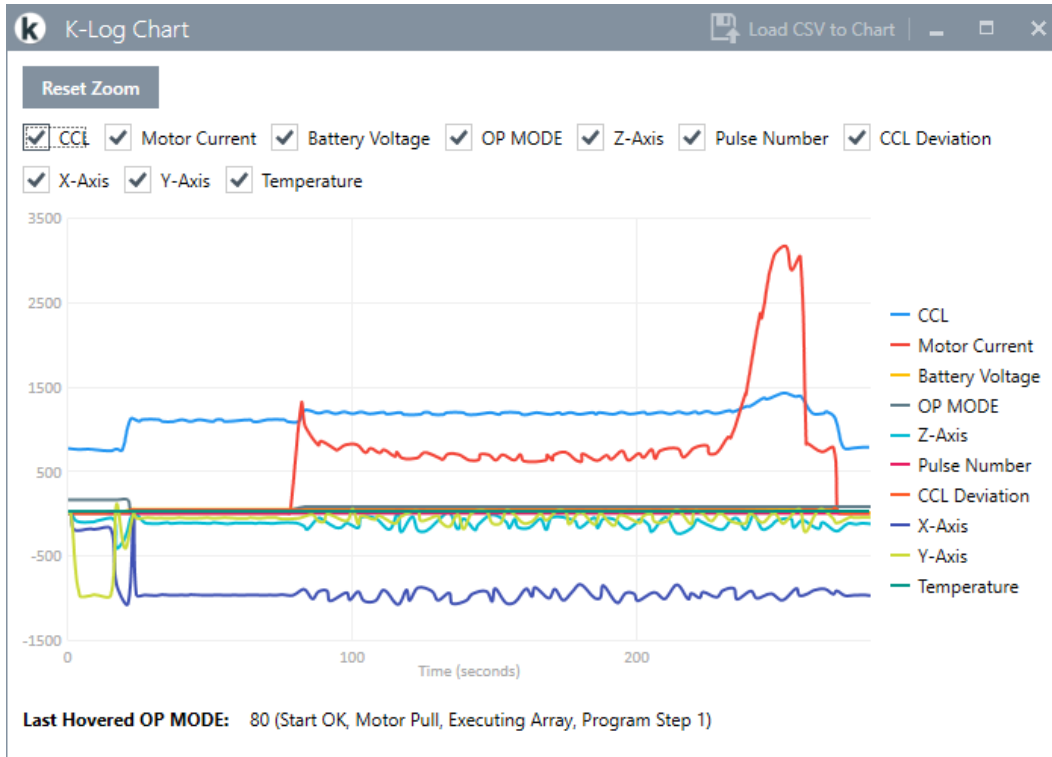 k K-Log Chart Load CSV to Chart
Reset Zoom
CCL Motor Current Battery Voltage OP MODE Z-Axis Pulse Number CCL Deviation
X-Axis Y-Axis Temperature
3500
2500
1500
500
-500
-1500
0 100 200
Time (seconds)
CCL
Motor Current
Battery Voltage
OP MODE
Z-Axis
Pulse Number
CCL Deviation
X-Axis
Y-Axis
Temperature
Last Hovered OP MODE: 80 (Start OK, Motor Pull, Executing Array, Program Step 1)